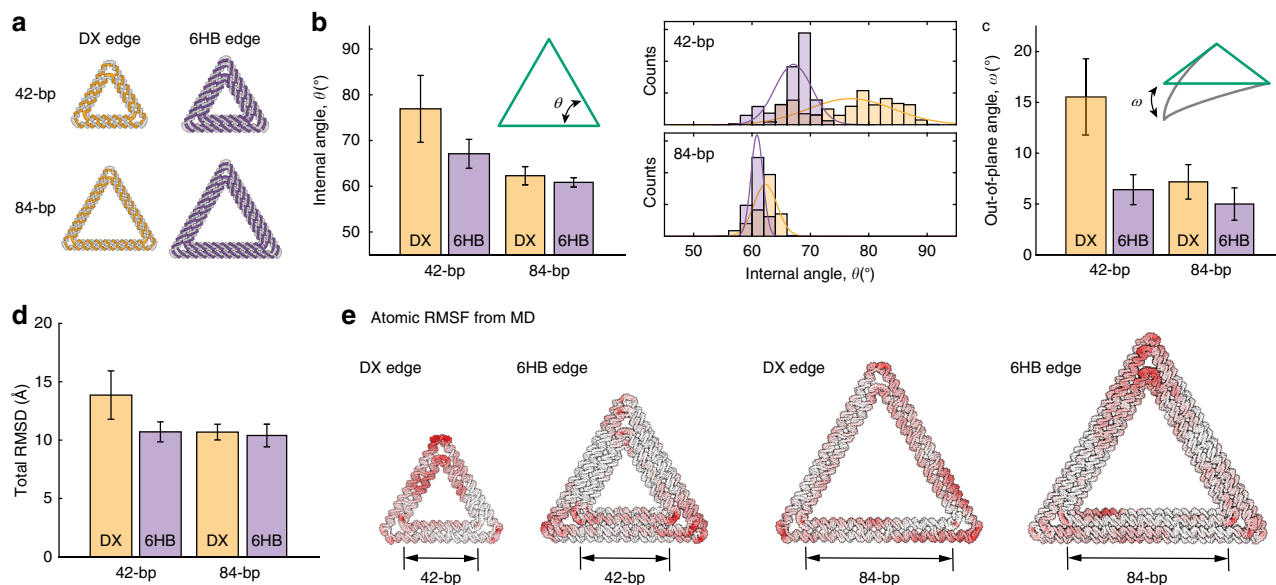 a
DX edge
6HB edge
42-bp
84-bp
b
Internal angle, θ(°)
90
80
70
60
50
θ
DX
6HB
DX
6HB
42-bp
84-bp
Counts
42-bp
Counts
84-bp
50
60
70
80
90
Internal angle, θ(°)
c
Out-of-plane angle, ω(°)
20
15
10
5
0
ω
DX
6HB
DX
6HB
42-bp
84-bp
d
Total RMSD (Å)
20
15
10
5
0
DX
6HB
DX
6HB
42-bp
84-bp
e
Atomic RMSF from MD
DX edge
6HB edge
DX edge
6HB edge
42-bp
42-bp
84-bp
84-bp